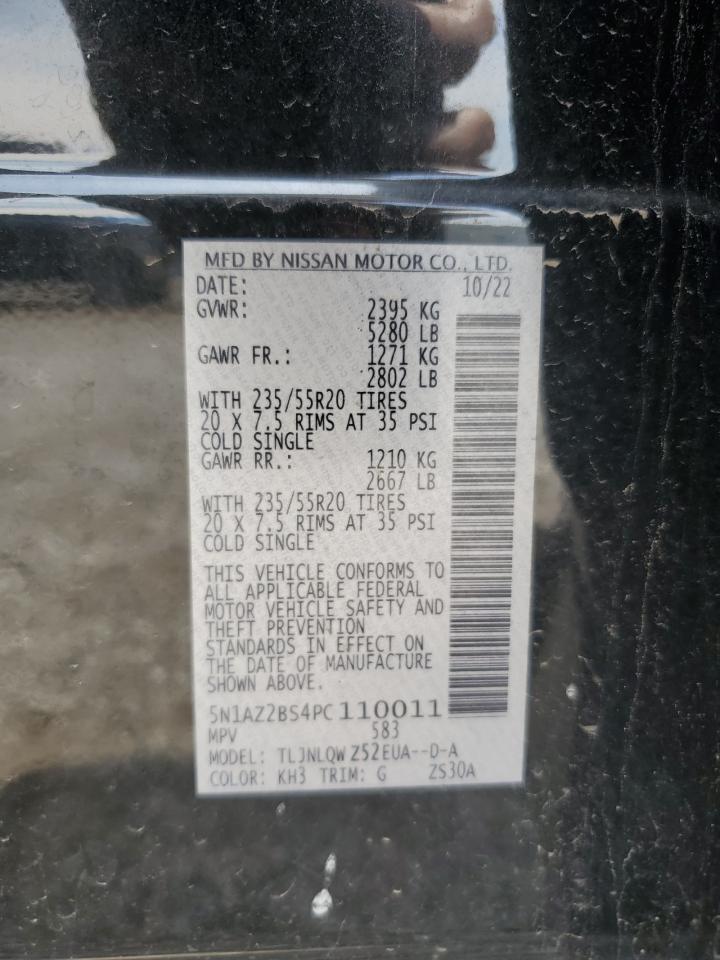 MFD BY NISSAN MOTOR CO., LTD.
DATE: 10/22
GVWR: 2395 KG
5280 LB
GAWR FR.: 1271 KG
2802 LB
WITH 235/55R20 TIRES
20 X 7.5 RIMS AT 35 PSI
COLD SINGLE
GAWR RR.: 1210 KG
2667 LB
WITH 235/55R20 TIRES
20 X 7.5 RIMS AT 35 PSI
COLD SINGLE
THIS VEHICLE CONFORMS TO
ALL APPLICABLE FEDERAL
MOTOR VEHICLE SAFETY AND
THEFT PREVENTION
STANDARDS IN EFFECT ON
THE DATE OF MANUFACTURE
SHOWN ABOVE.
5N1AZ2BS4PC110011
MPV 583
MODEL: TLJNLQW Z52EUA--D-A
COLOR: KH3 TRIM: G ZS30A